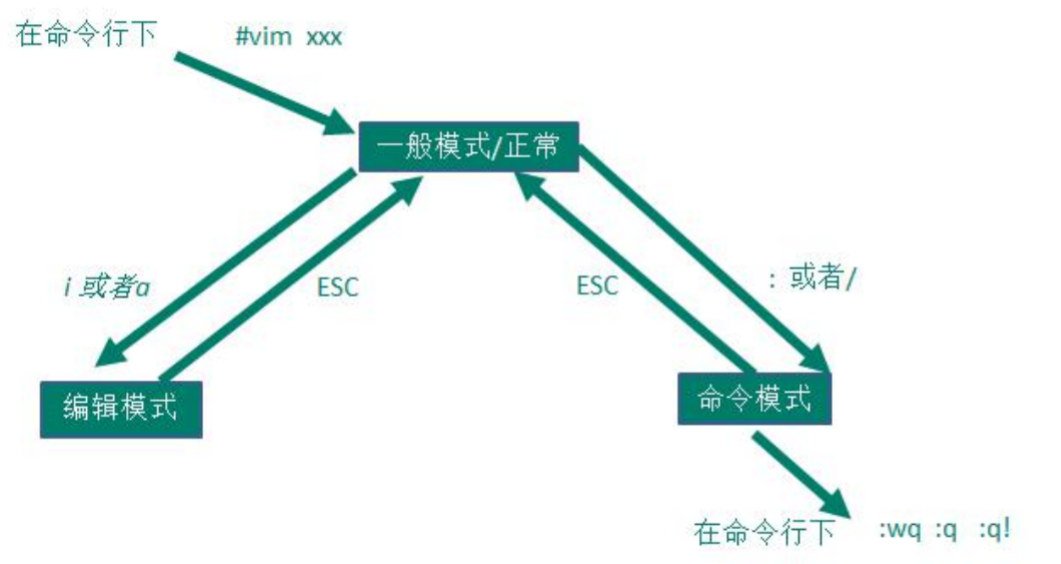 在命令行下 #vim xxx
一般模式/正常
i 或者a
ESC
ESC
: 或者/
编辑模式
命令模式
在命令行下 :wq :q :q!